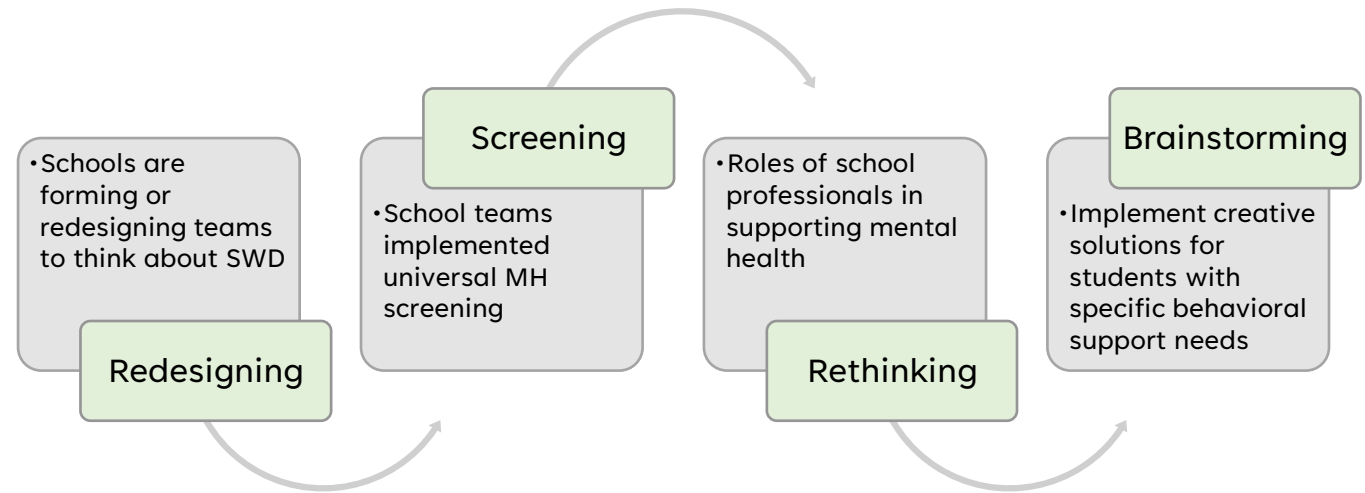 •Schools are
forming or
redesigning teams
to think about SWD
Redesigning
Screening
•School teams
implemented
universal MH
screening
•Roles of school
professionals in
supporting mental
health
Rethinking
Brainstorming
•Implement creative
solutions for
students with
specific behavioral
support needs